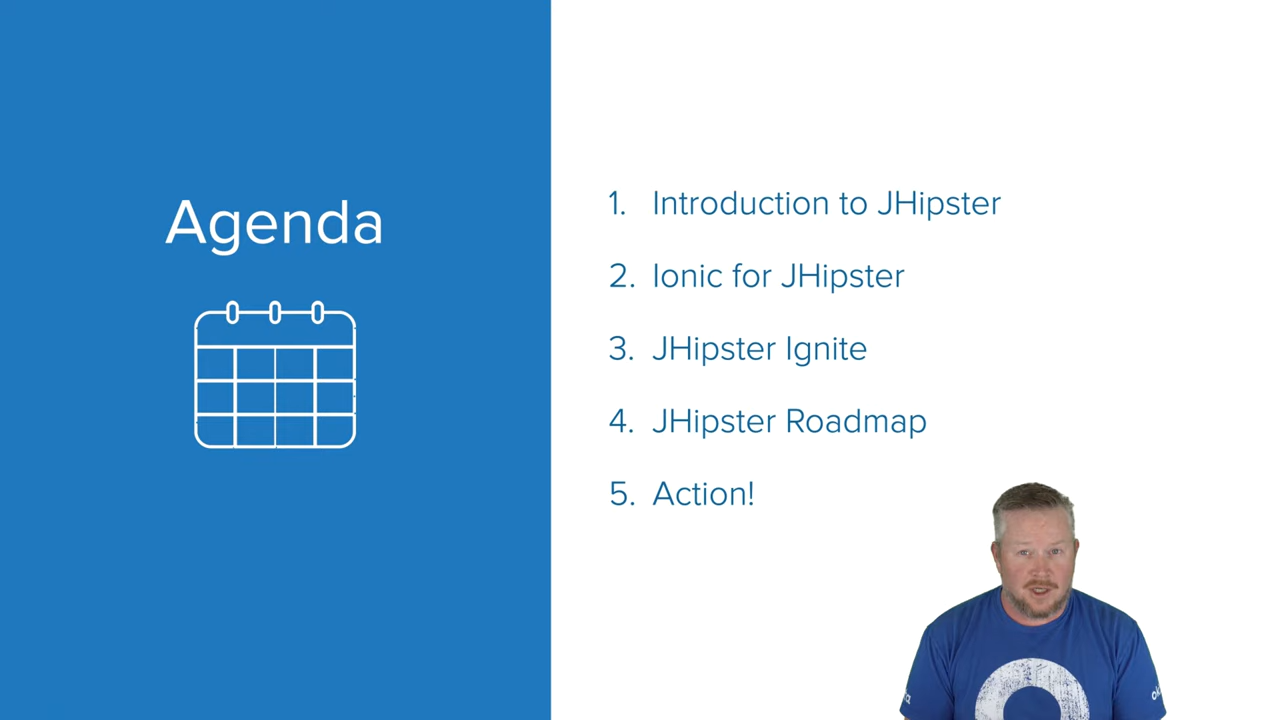 Agenda
1. Introduction to JHipster
2. Ionic for JHipster
3. JHipster Ignite
4. JHipster Roadmap
5. Action!